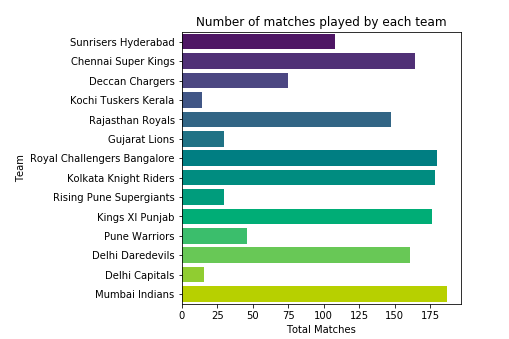 Number of matches played by each team
Sunrisers Hyderabad
Chennai Super Kings
Deccan Chargers
Kochi Tuskers Kerala
Rajasthan Royals
Gujarat Lions
Royal Challengers Bangalore
Kolkata Knight Riders
Rising Pune Supergiants
Kings XI Punjab
Pune Warriors
Delhi Daredevils
Delhi Capitals
Mumbai Indians
Team
0 25 50 75 100 125 150 175
Total Matches